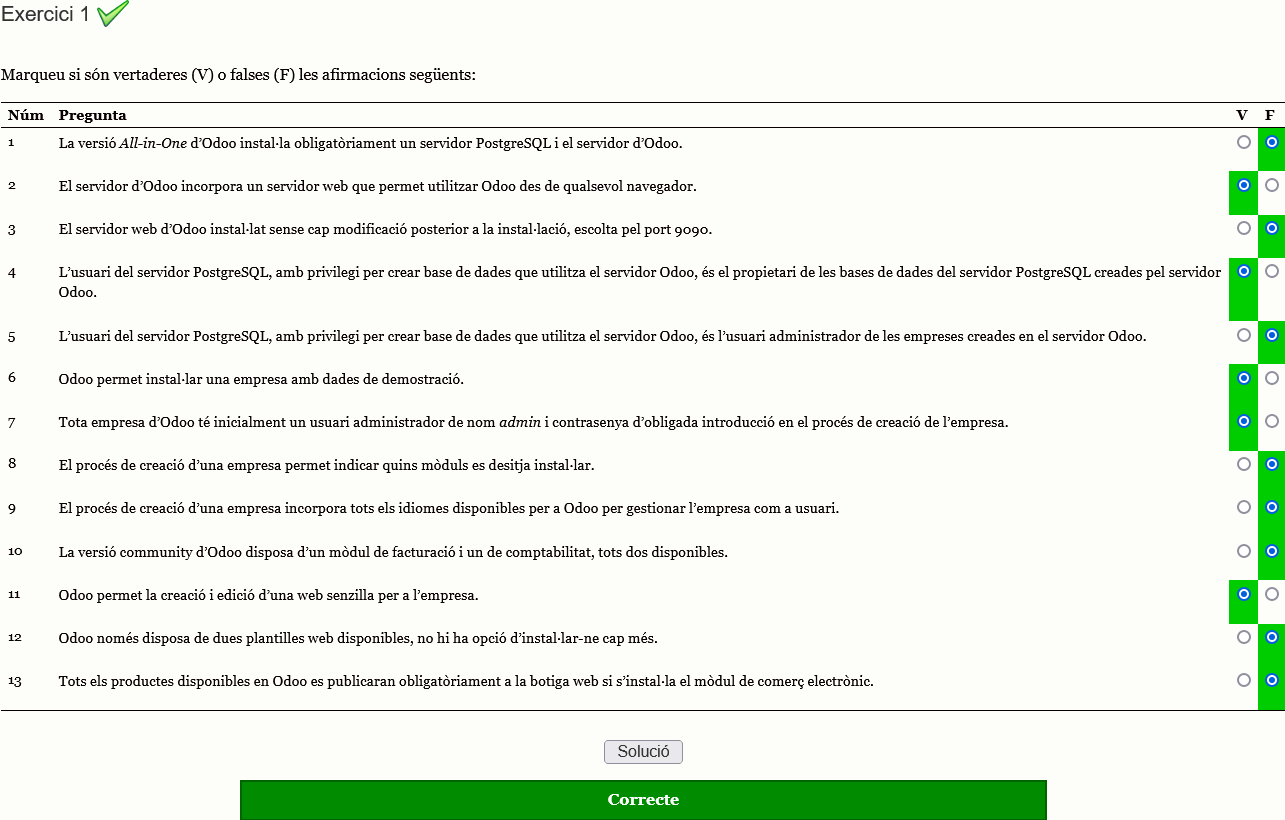 Exercici 1
Marqueu si són vertaderes (V) o falses (F) les afirmacions següents:
Núm Pregunta V F
1 La versió All-in-One d’Odoo instal·la obligatòriament un servidor PostgreSQL i el servidor d’Odoo.
2 El servidor d’Odoo incorpora un servidor web que permet utilitzar Odoo des de qualsevol navegador.
3 El servidor web d’Odoo instal·lat sense cap modificació posterior a la instal·lació, escolta pel port 9090.
4 L’usuari del servidor PostgreSQL, amb privilegi per crear base de dades que utilitza el servidor Odoo, és el propietari de les bases de dades del servidor PostgreSQL creades pel servidor
Odoo.
5 L’usuari del servidor PostgreSQL, amb privilegi per crear base de dades que utilitza el servidor Odoo, és l’usuari administrador de les empreses creades en el servidor Odoo.
6 Odoo permet instal·lar una empresa amb dades de demostració.
7 Tota empresa d’Odoo té inicialment un usuari administrador de nom admin i contrasenya d’obligada introducció en el procés de creació de l’empresa.
8 El procés de creació d’una empresa permet indicar quins mòduls es desitja instal·lar.
9 El procés de creació d’una empresa incorpora tots els idiomes disponibles per a Odoo per gestionar l’empresa com a usuari.
10 La versió community d’Odoo disposa d’un mòdul de facturació i un de comptabilitat, tots dos disponibles.
11 Odoo permet la creació i edició d’una web senzilla per a l’empresa.
12 Odoo només disposa de dues plantilles web disponibles, no hi ha opció d’instal·lar-ne cap més.
13 Tots els productes disponibles en Odoo es publicaran obligatòriament a la botiga web si s’instal·la el mòdul de comerç electrònic.
Solució
Correcte